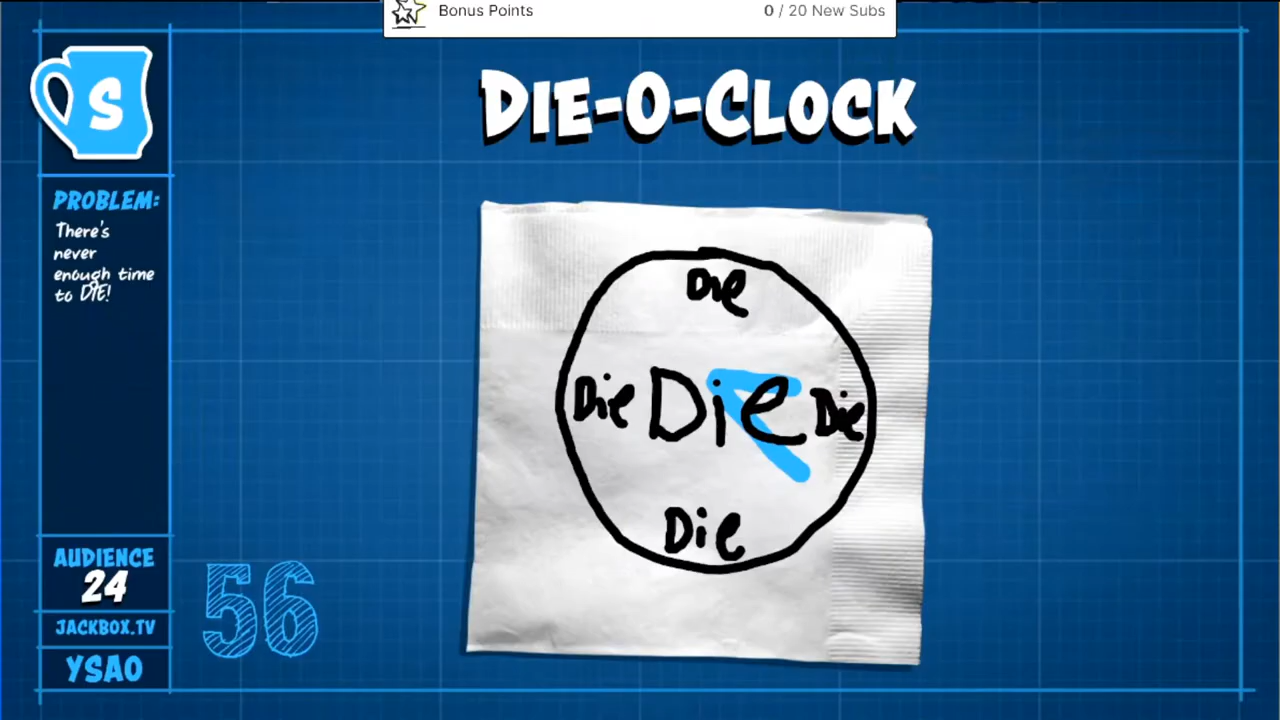 Bonus Points
0 / 20 New Subs
S
DIE-O-CLOCK
PROBLEM:
There's
never
enough time
to DIE!
Die
Die Die Die
Die
AUDIENCE
24
JACKBOX.TV
YSAO
56